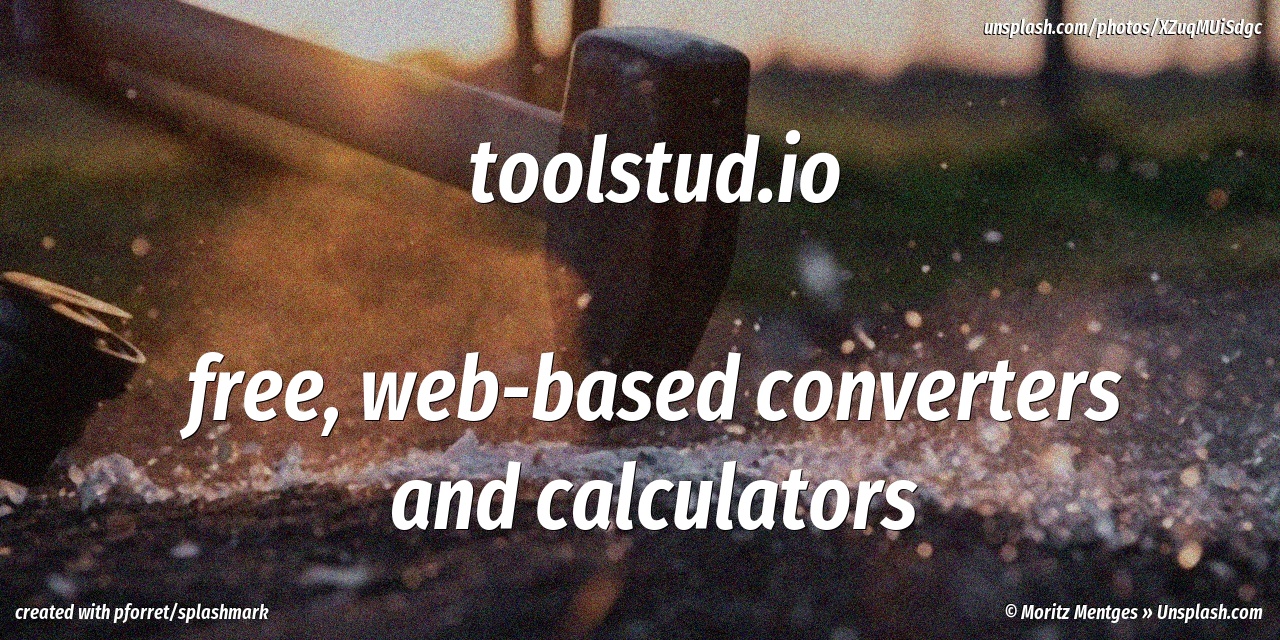 unsplash.com/photos/XZuqMUiSdgc
toolstud.io
free, web-based converters
and calculators
created with pforret/splashmark
© Moritz Mentges » Unsplash.com